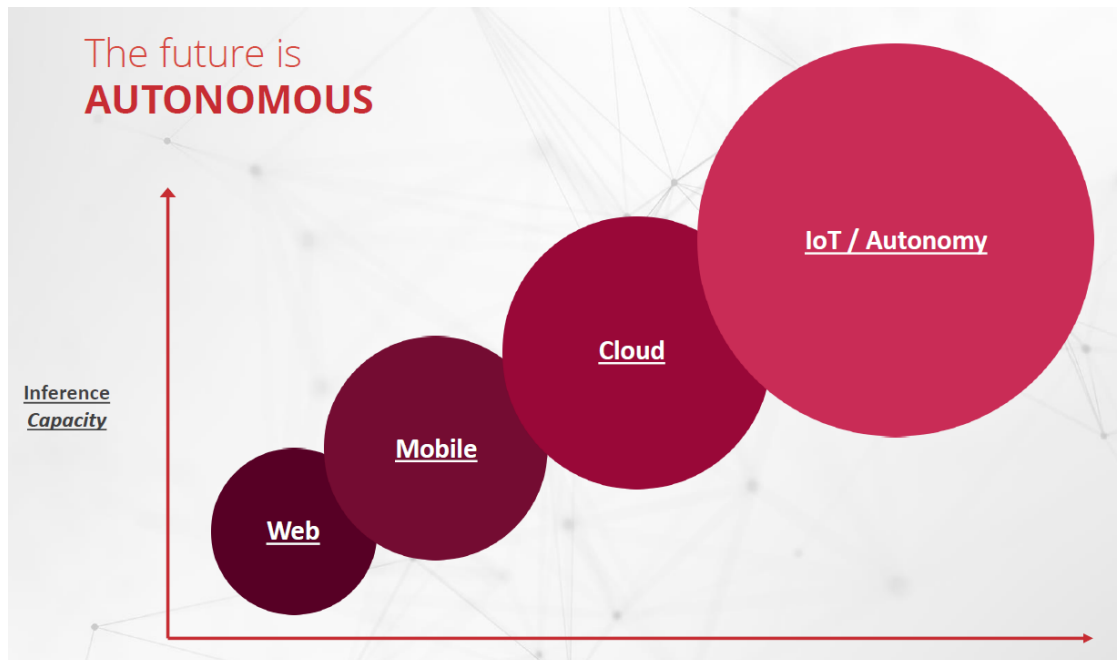 The future is
AUTONOMOUS
IoT / Autonomy
Cloud
Inference
Capacity
Mobile
Web